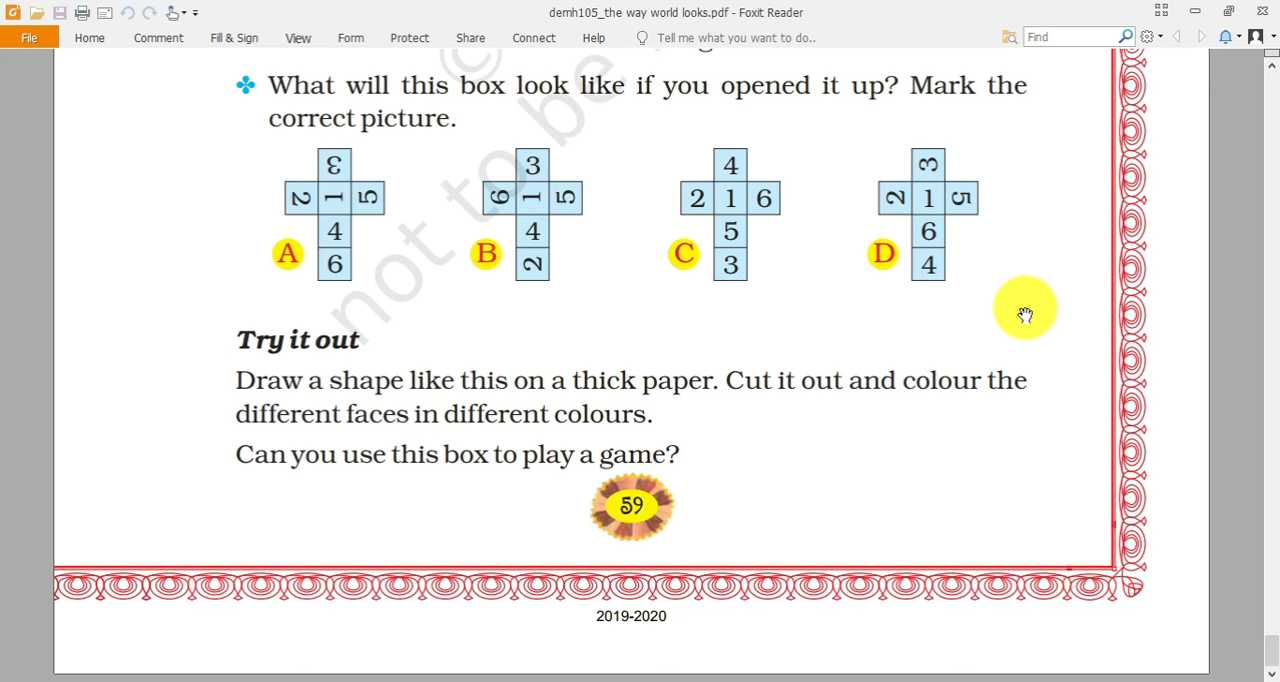 demh105_the way world looks.pdf - Foxit Reader
File Home Comment Fill & Sign View Form Protect Share Connect Help Tell me what you want to do.. Find
What will this box look like if you opened it up? Mark the
correct picture.
3 3 4 3
2 1 5 6 1 5 2 1 6 2 1 5
4 4 5 6
A 6 B 2 C 3 D 4
© not to be
Try it out
Draw a shape like this on a thick paper. Cut it out and colour the
different faces in different colours.
Can you use this box to play a game?
59
2019-2020